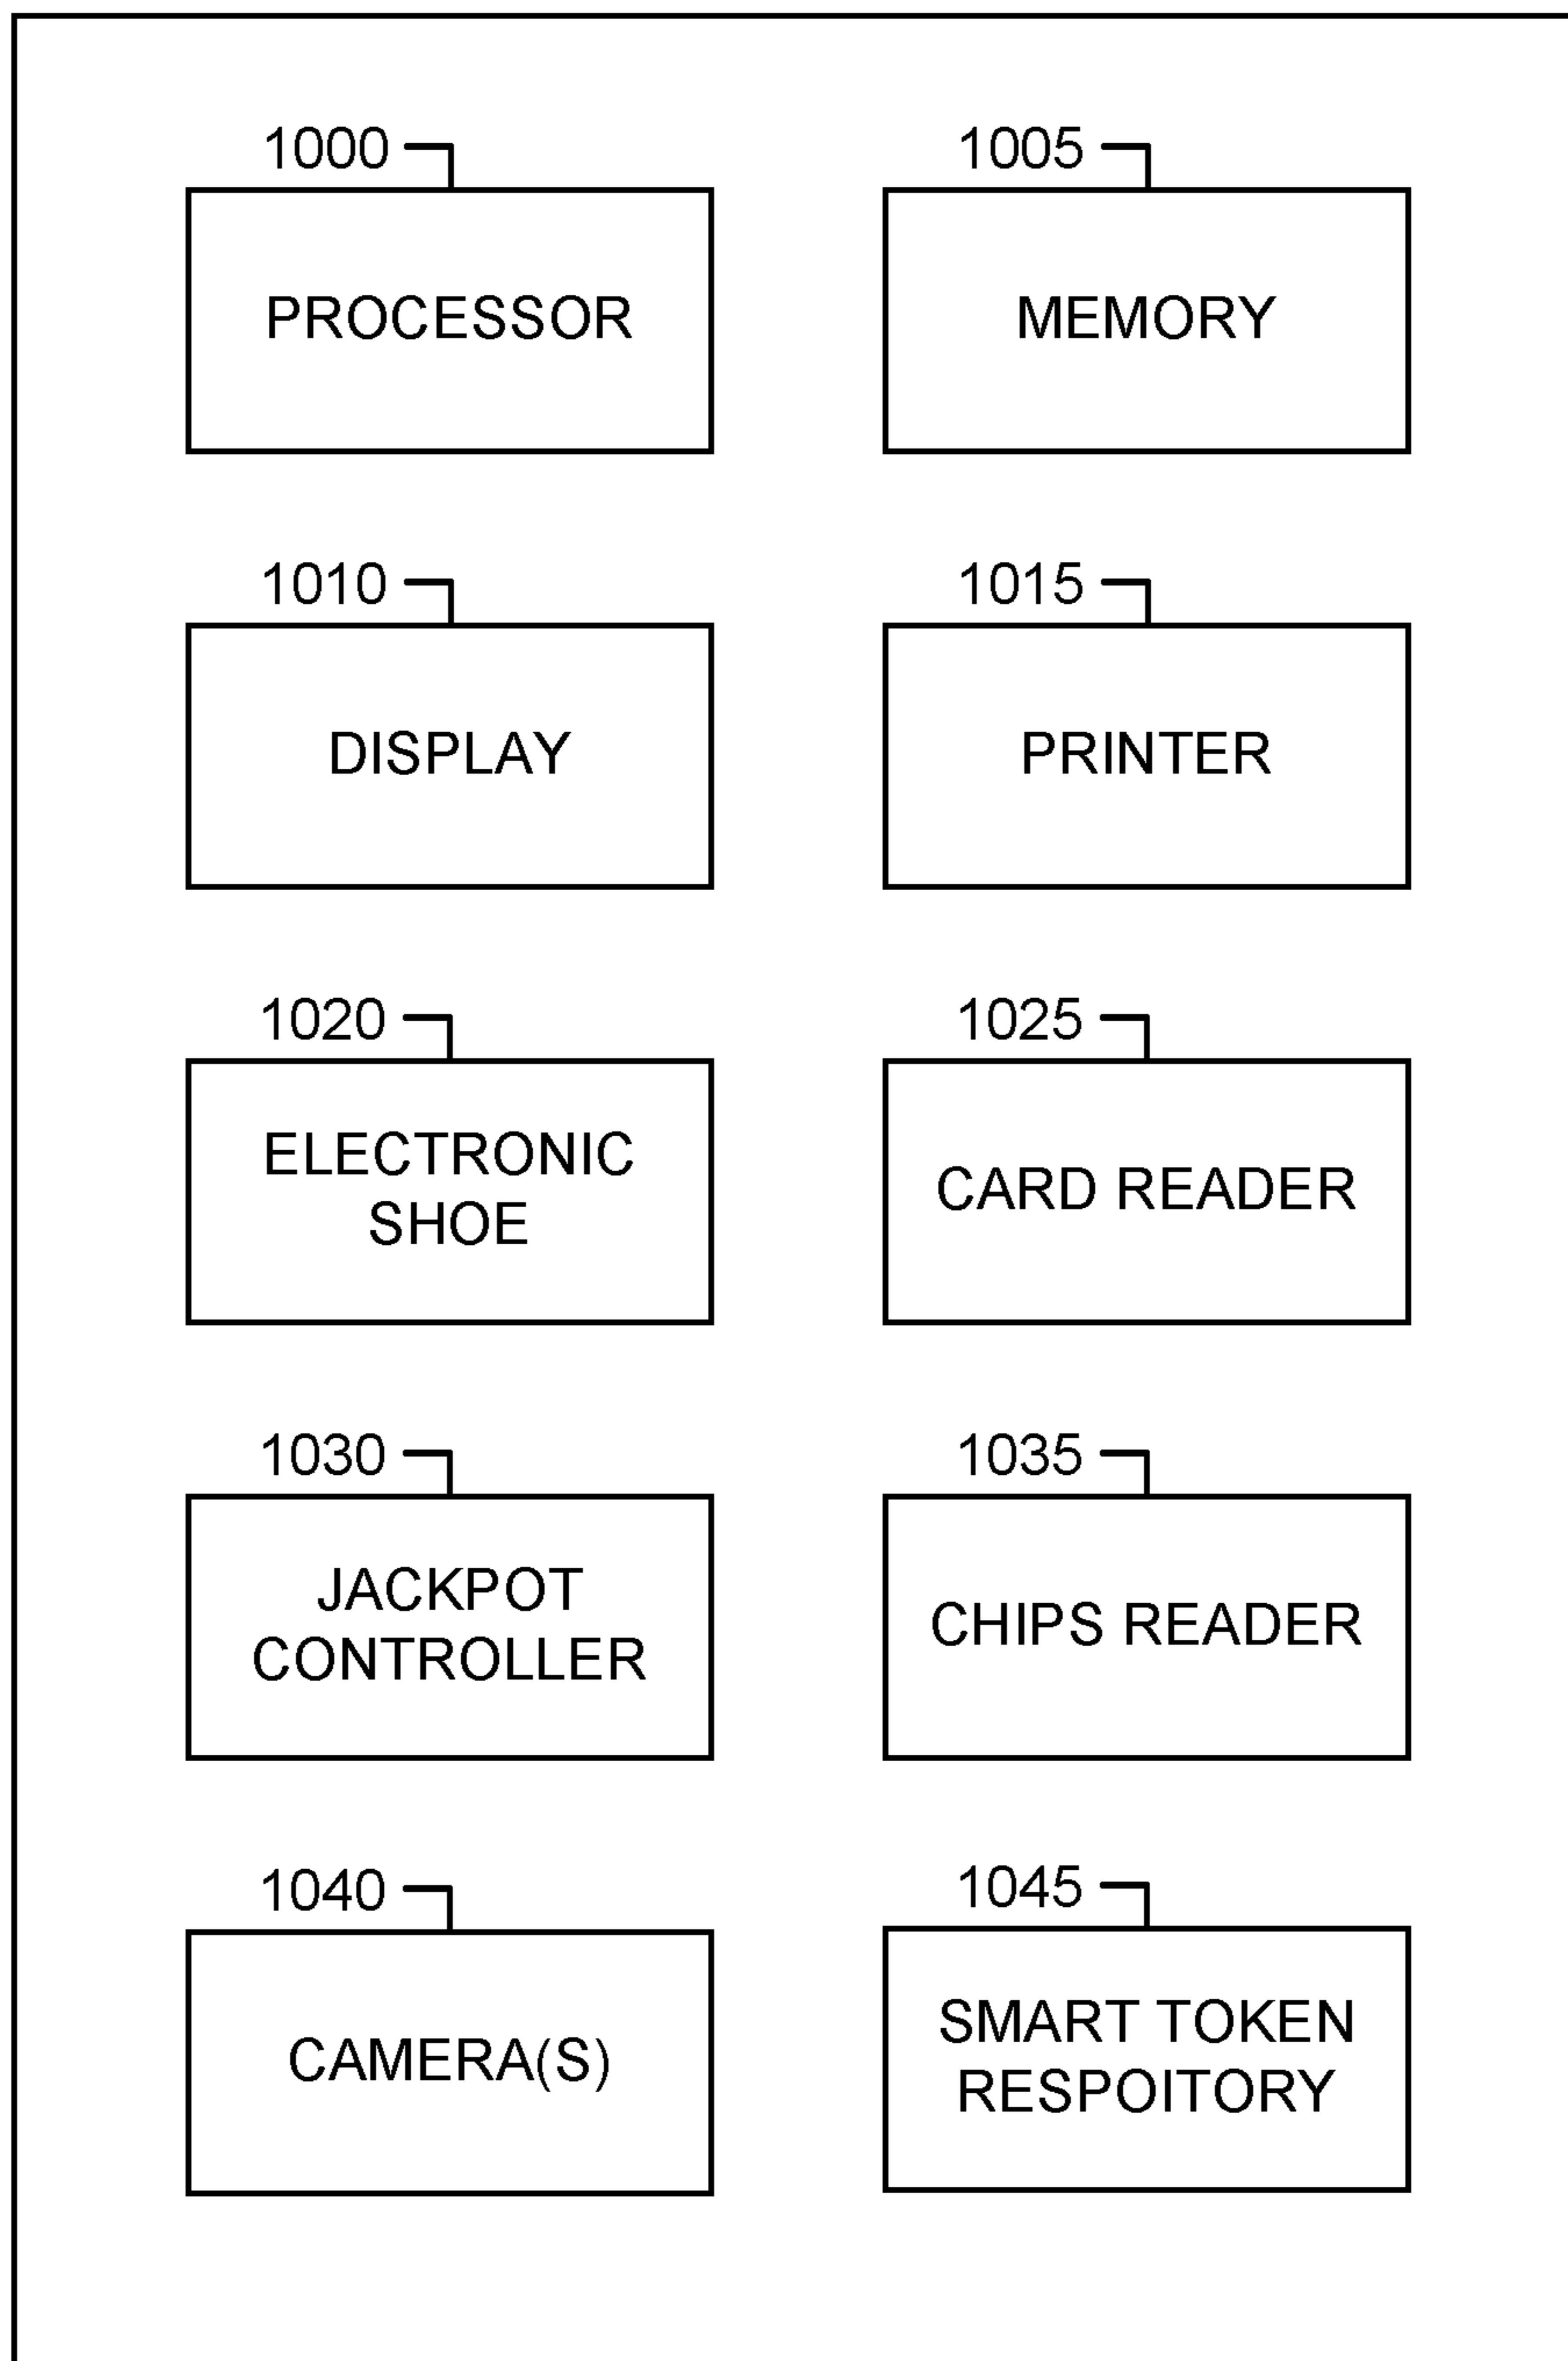 1000
PROCESSOR
1005
MEMORY
1010
DISPLAY
1015
PRINTER
1020
ELECTRONIC
SHOE
1025
CARD READER
1030
JACKPOT
CONTROLLER
1035
CHIPS READER
1040
CAMERA(S)
1045
SMART TOKEN
RESPOITORY